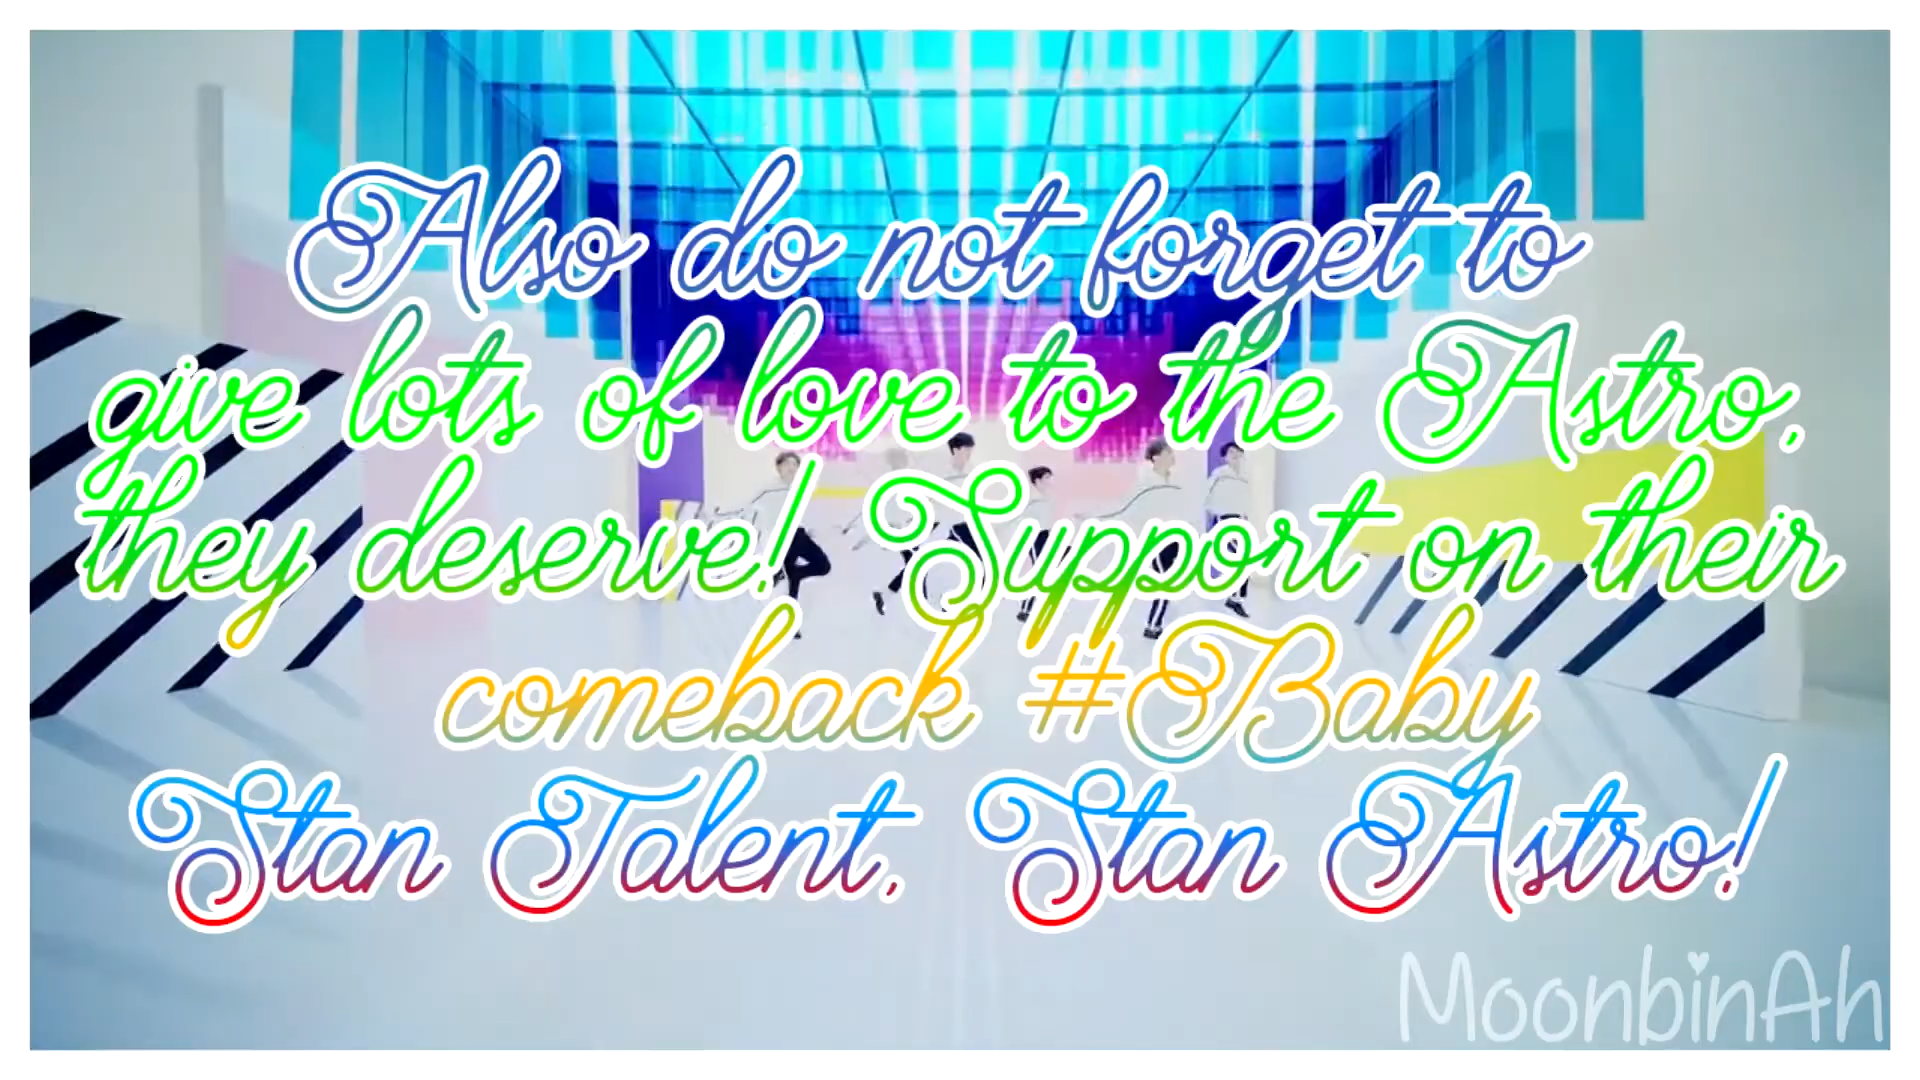 Also do not forget to
give lots of love to the Astro,
they deserve! Support on their
comeback #Baby
Stan Talent, Stan Astro!
MoonbinAh